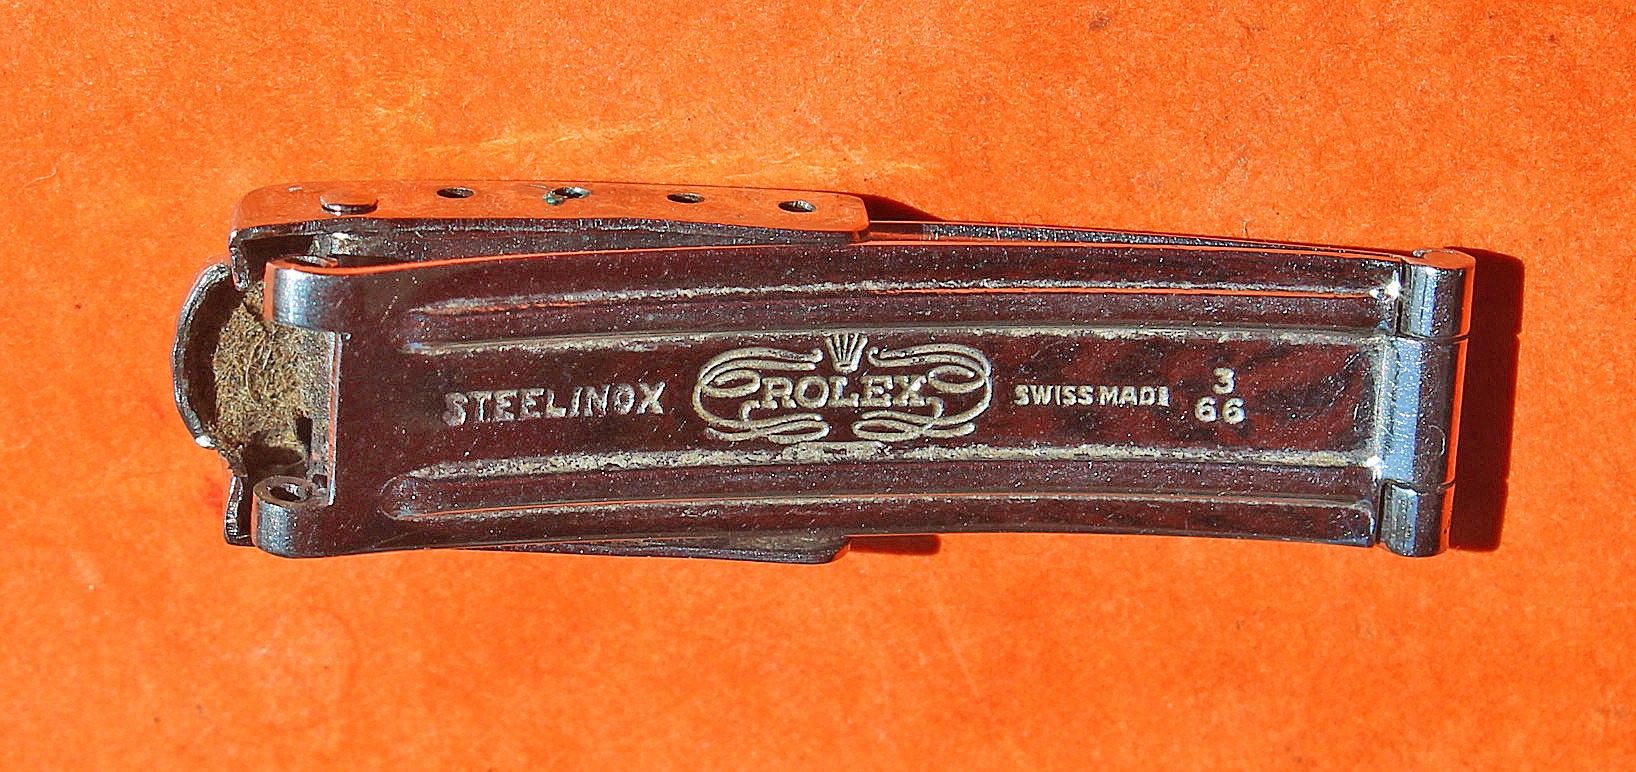 STEELINOX ROLEX SWISS MADE 3
66